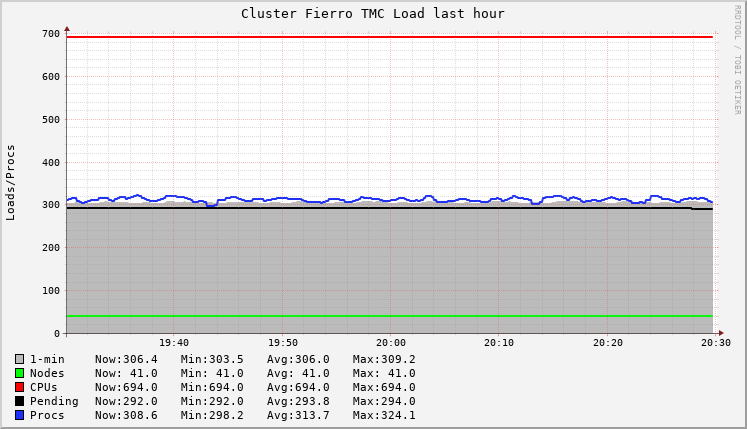 Cluster Fierro TMC Load last hour
RRDTOOL / TOBI OETIKER
Loads/Procs
700
600
500
400
300
200
100
0
19:40 19:50 20:00 20:10 20:20 20:30
1-min Now:306.4 Min:303.5 Avg:306.0 Max:309.2
Nodes Now: 41.0 Min: 41.0 Avg: 41.0 Max: 41.0
CPUs Now:694.0 Min:694.0 Avg:694.0 Max:694.0
Pending Now:292.0 Min:292.0 Avg:293.8 Max:294.0
Procs Now:308.6 Min:298.2 Avg:313.7 Max:324.1